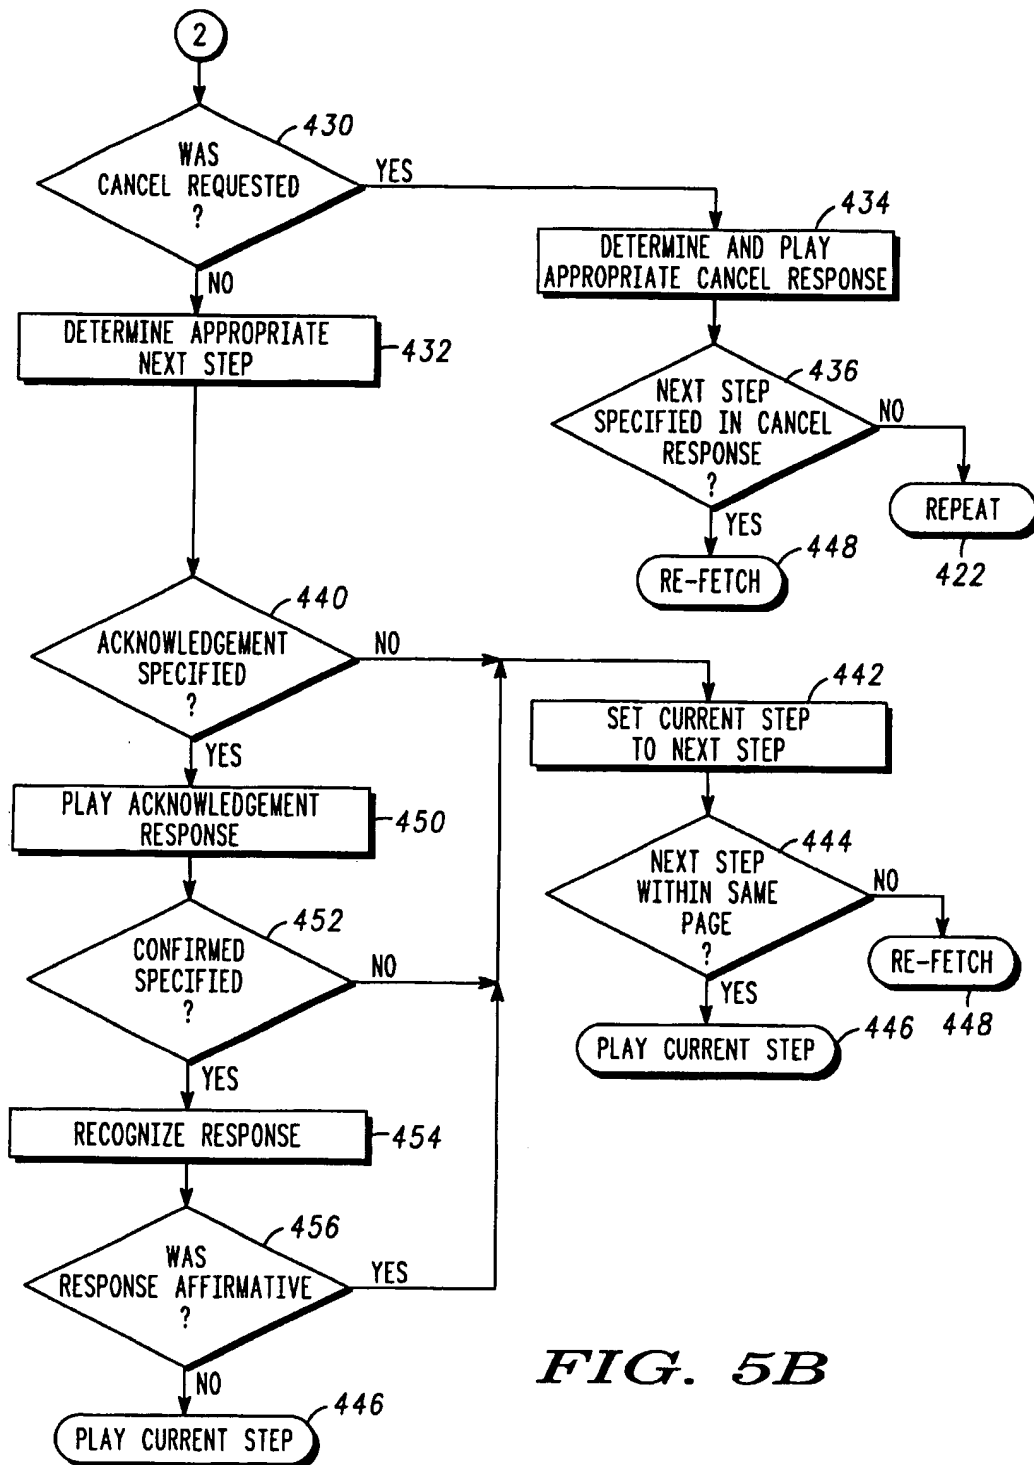 2
430
WAS
CANCEL REQUESTED
?
YES
NO
434
DETERMINE AND PLAY
APPROPRIATE CANCEL RESPONSE
DETERMINE APPROPRIATE
NEXT STEP
432
436
NEXT STEP
SPECIFIED IN CANCEL
RESPONSE
?
NO
YES
REPEAT
422
448
RE-FETCH
440
ACKNOWLEDGEMENT
SPECIFIED
?
NO
YES
442
SET CURRENT STEP
TO NEXT STEP
PLAY ACKNOWLEDGEMENT
RESPONSE
450
444
NEXT STEP
WITHIN SAME
PAGE
?
NO
YES
RE-FETCH
448
PLAY CURRENT STEP
446
452
CONFIRMED
SPECIFIED
?
NO
YES
RECOGNIZE RESPONSE
454
456
WAS
RESPONSE AFFIRMATIVE
?
YES
NO
446
PLAY CURRENT STEP
FIG. 5B